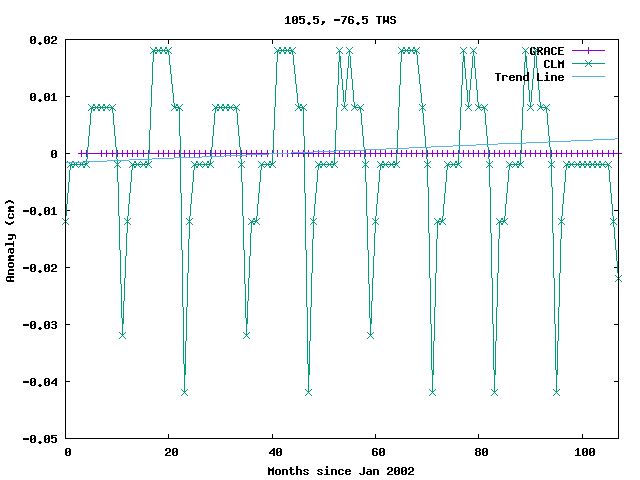 105.5, -76.5 TWS
GRACE
CLM
Trend Line
0.02
0.01
0
-0.01
-0.02
-0.03
-0.04
-0.05
Anomaly (cm)
0 20 40 60 80 100
Months since Jan 2002